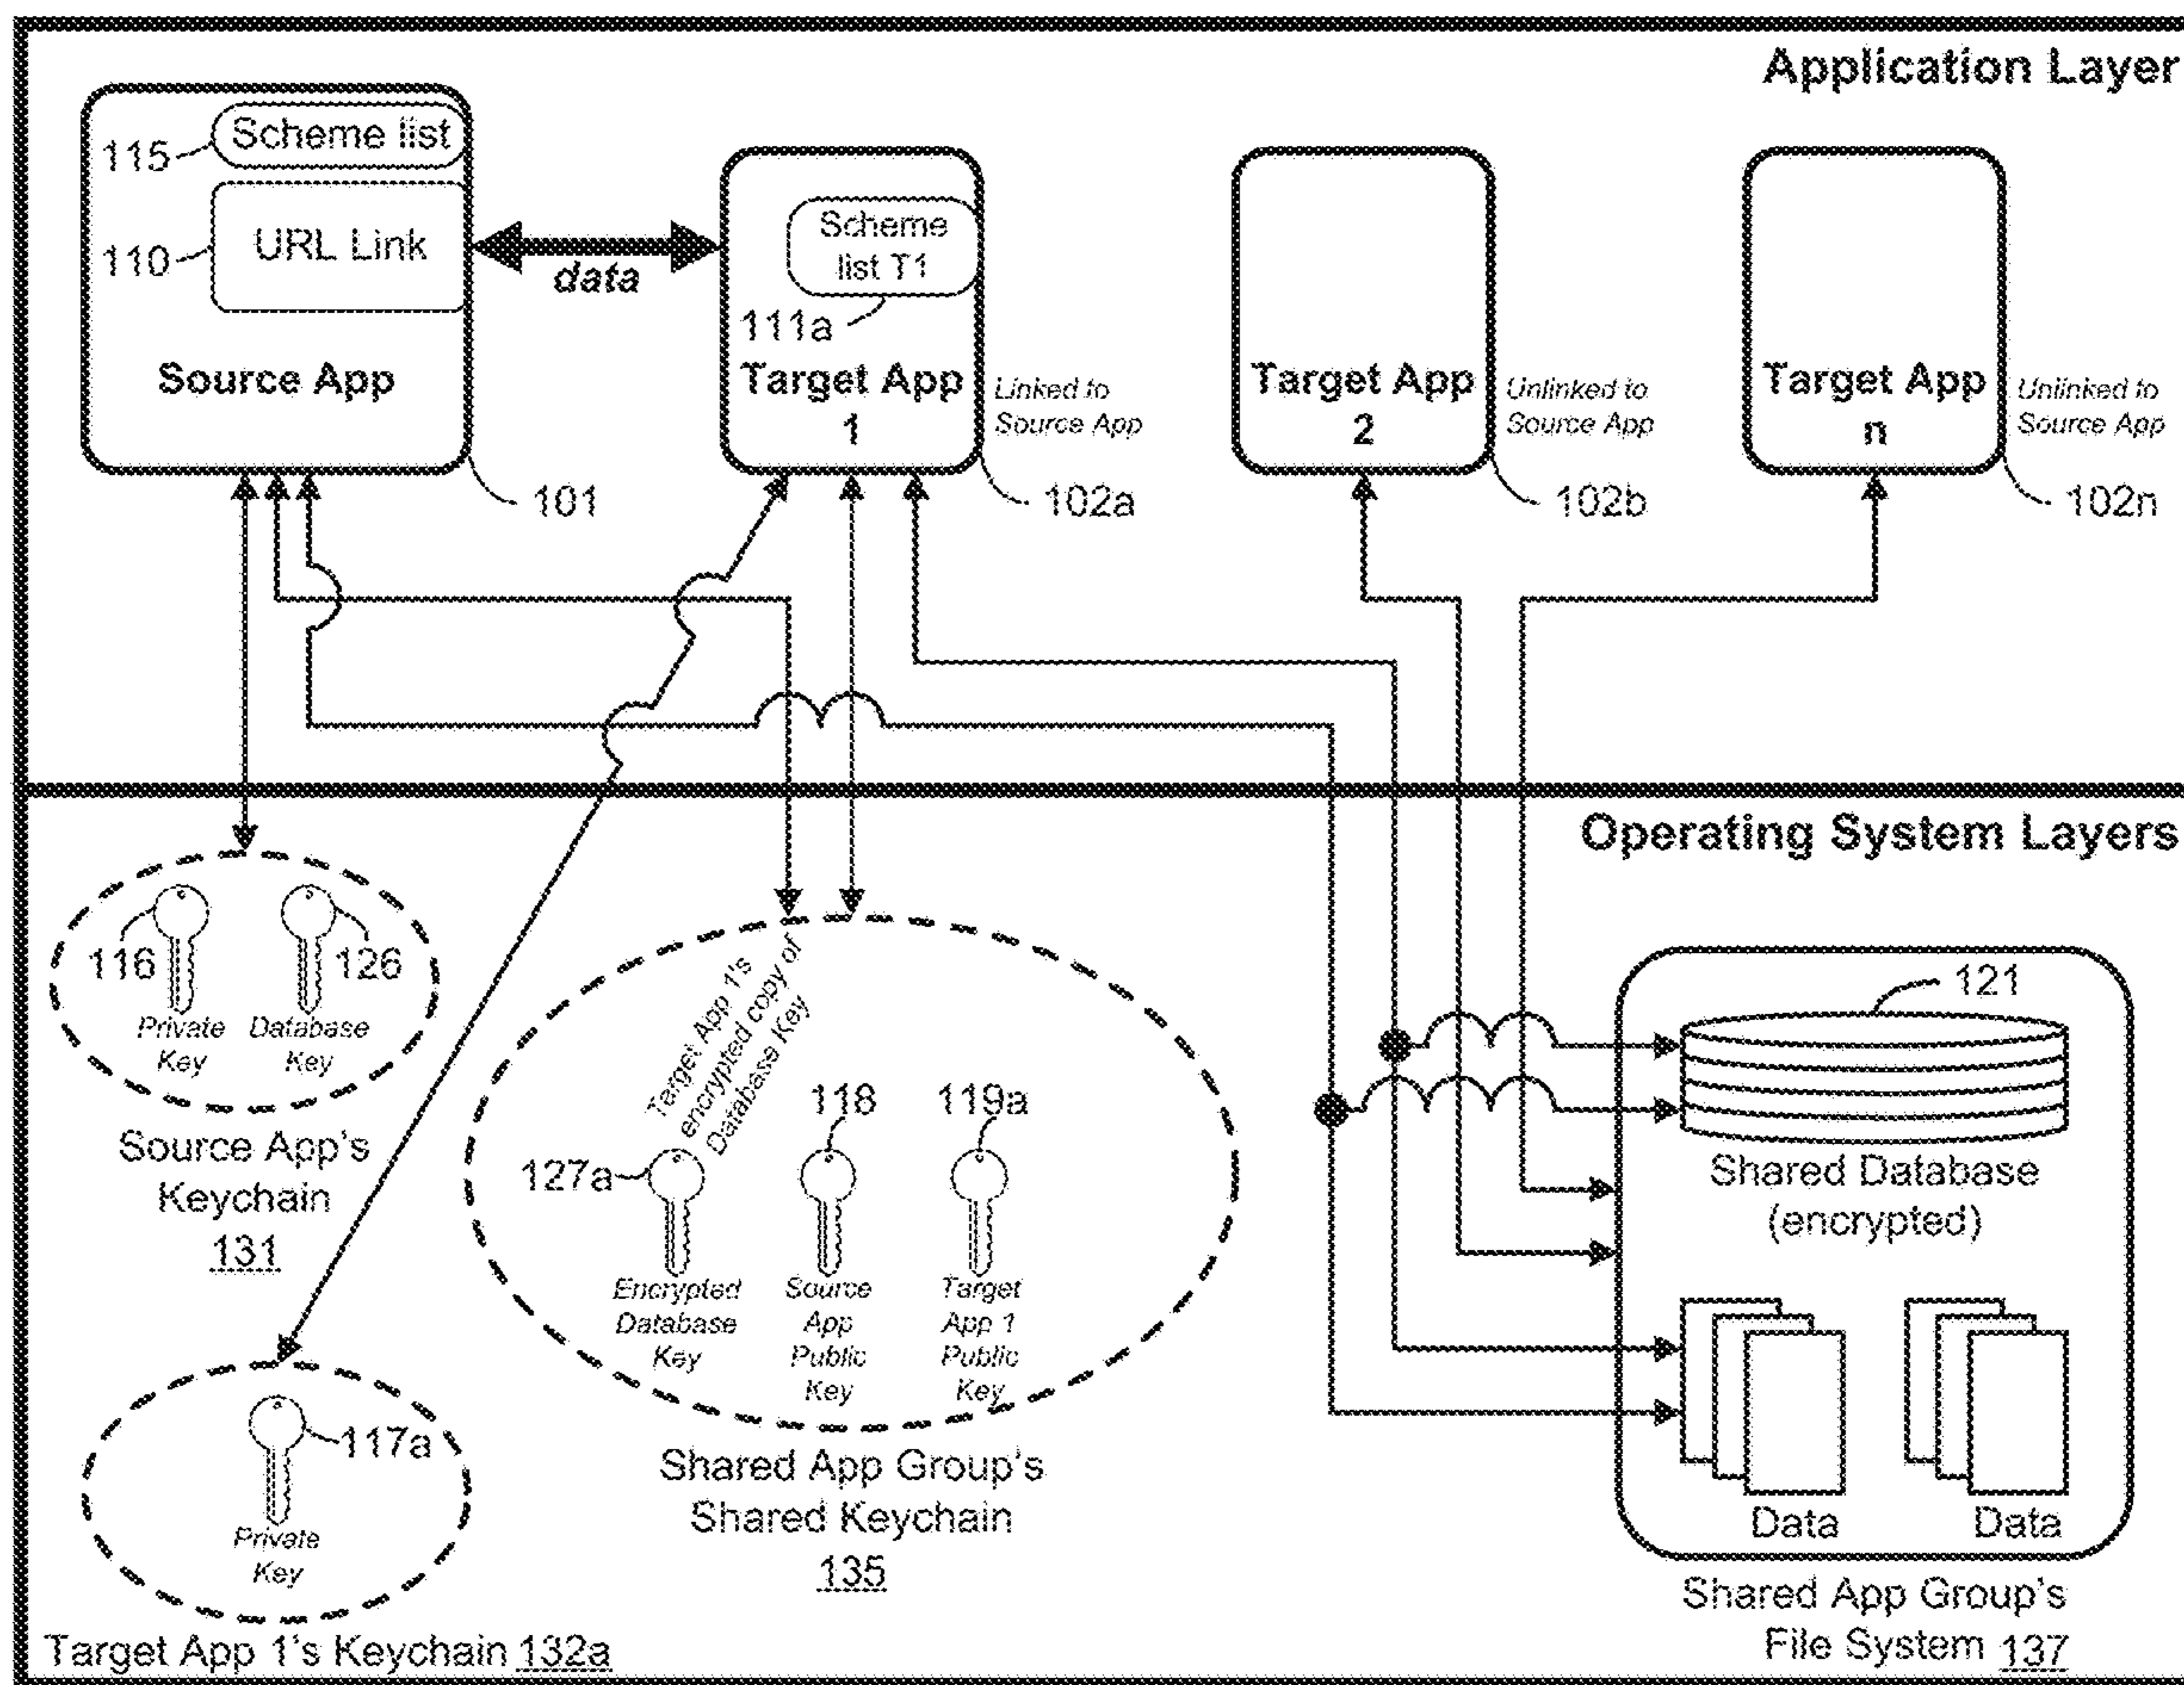 Application Layer
Scheme list
115
URL Link
110
data
Source App
101
Scheme
list T1
111a
Target App
1
Linked to
Source App
102a
Target App
2
Unlinked to
Source App
102b
Target App
n
Unlinked to
Source App
102n
Operating System Layers
116
126
Private
Key
Database
Key
Source App's
Keychain
131
Target App 1's
encrypted copy of
Database Key
127a
118
119a
Encrypted
Database
Key
Source
App
Public
Key
Target
App 1
Public
Key
Shared App Group's
Shared Keychain
135
117a
Private
Key
Target App 1's Keychain 132a
121
Shared Database
(encrypted)
Data
Data
Shared App Group's
File System 137